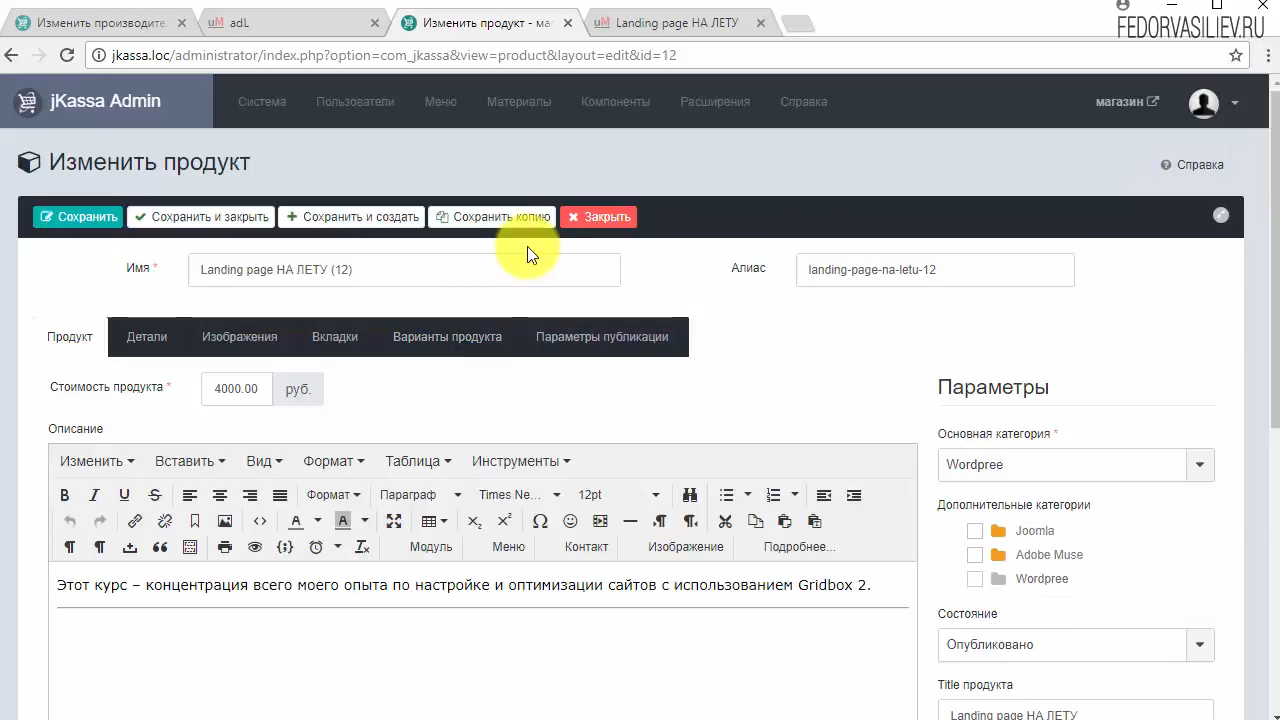 Изменить производите.
uM adL
Изменить продукт - ма
uM Landing page НА ЛЕТУ
FEDORVASILIEV.RU
jkassa.loc/administrator/index.php?option=com_jkassa&view=product&layout=edit&id=12
jKassa Admin
Система Пользователи Меню Материалы Компоненты Расширения Справка
магазин
Изменить продукт
Справка
Сохранить Сохранить и закрыть Сохранить и создать Сохранить копию Закрыть
Имя * Landing page НА ЛЕТУ (12) Алиас landing-page-na-letu-12
Продукт Детали Изображения Вкладки Варианты продукта Параметры публикации
Стоимость продукта * 4000.00 руб.
Описание
Изменить Вставить Вид Формат Таблица Инструменты
B I U S Формат Параграф Times Ne... 12pt
Модуль Меню Контакт Изображение Подробнее...
Этот курс – концентрация всего моего опыта по настройке и оптимизации сайтов с использованием Gridbox 2.
Параметры
Основная категория *
Wordpree
Дополнительные категории
Joomla
Adobe Muse
Wordpree
Состояние
Опубликовано
Title продукта
Landing page НА ЛЕТУ